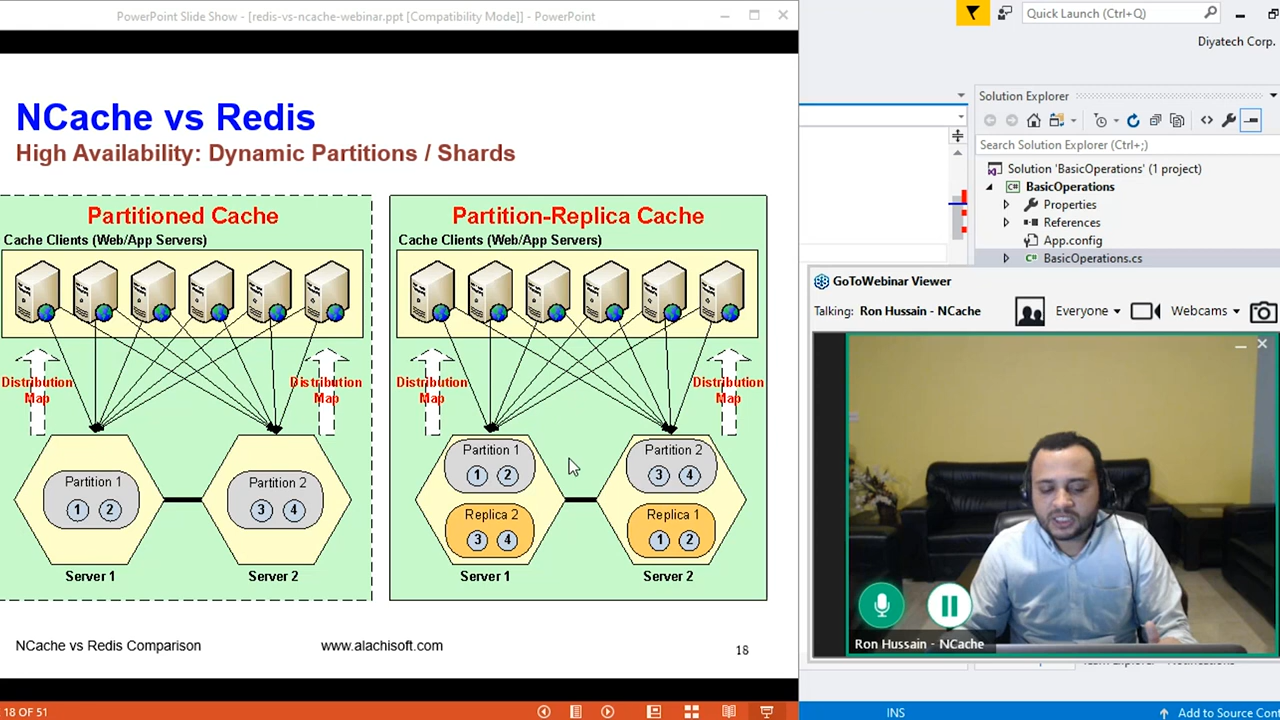 PowerPoint Slide Show - [redis-vs-ncache-webinar.ppt [Compatibility Mode]] - PowerPoint
NCache vs Redis
High Availability: Dynamic Partitions / Shards
Partitioned Cache
Cache Clients (Web/App Servers)
Distribution
Map
Distribution
Map
Partition 1
1 2
Partition 2
3 4
Server 1
Server 2
Partition-Replica Cache
Cache Clients (Web/App Servers)
Distribution
Map
Distribution
Map
Partition 1
1 2
Partition 2
3 4
Replica 2
3 4
Replica 1
1 2
Server 1
Server 2
NCache vs Redis Comparison
www.alachisoft.com
18
18 OF 51
Quick Launch (Ctrl+Q)
Diyatech Corp.
Solution Explorer
Search Solution Explorer (Ctrl+;)
Solution 'BasicOperations' (1 project)
C# BasicOperations
Properties
References
App.config
C# BasicOperations.cs
GoToWebinar Viewer
Talking: Ron Hussain - NCache
Everyone
Webcams
Ron Hussain - NCache
INS
Add to Source Cont